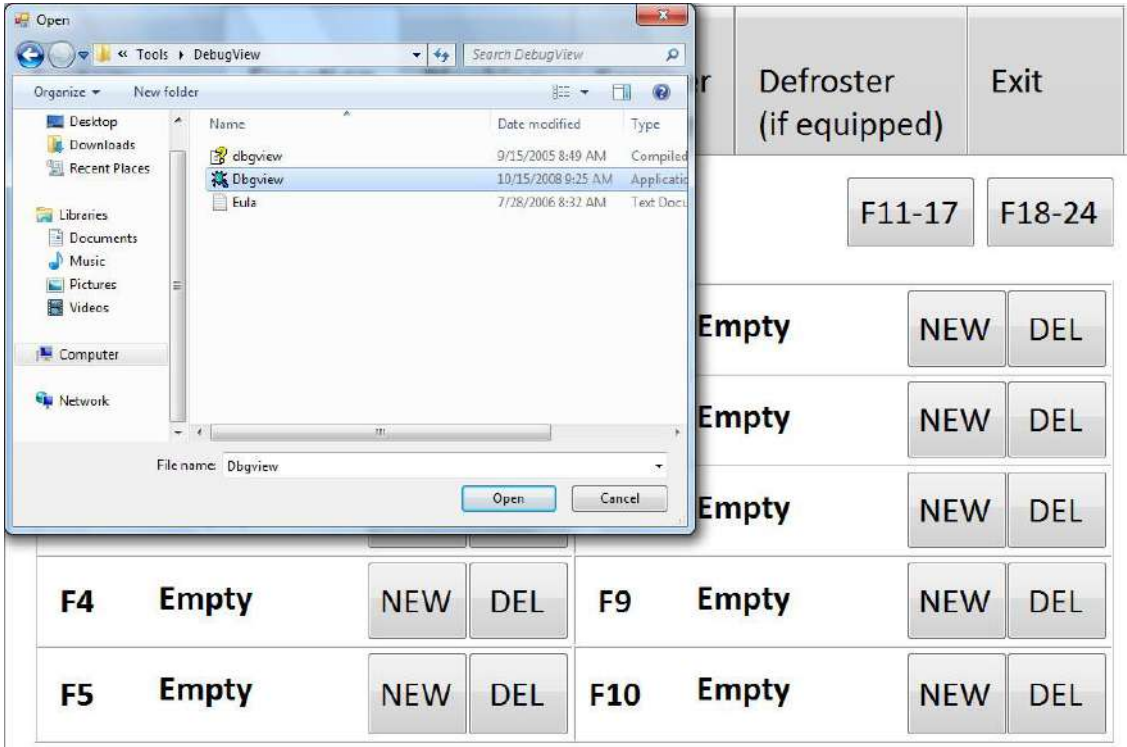 Open
« Tools ▸ DebugView
Search DebugView
Organize
New folder
Desktop
Downloads
Recent Places
Libraries
Documents
Music
Pictures
Videos
Computer
Network
Name
Date modified
Type
dbgview
9/15/2005 8:49 AM
Compiled
Dbgview
10/15/2008 9:25 AM
Applicatic
Eula
7/28/2006 8:32 AM
Text Docu
File name:
Dbgview
Open
Cancel
Defroster
(if equipped)
Exit
F11-17
F18-24
Empty
NEW
DEL
Empty
NEW
DEL
Empty
NEW
DEL
F4
Empty
NEW
DEL
F9
Empty
NEW
DEL
F5
Empty
NEW
DEL
F10
Empty
NEW
DEL